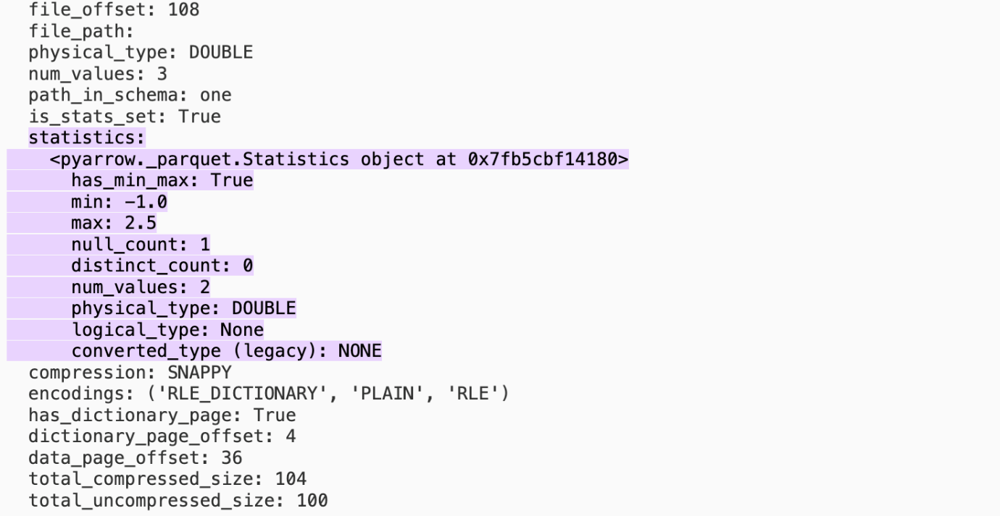 file_offset: 108
file_path:
physical_type: DOUBLE
num_values: 3
path_in_schema: one
is_stats_set: True
statistics:
<pyarrow._parquet.Statistics object at 0x7fb5cbf14180>
has_min_max: True
min: -1.0
max: 2.5
null_count: 1
distinct_count: 0
num_values: 2
physical_type: DOUBLE
logical_type: None
converted_type (legacy): NONE
compression: SNAPPY
encodings: ('RLE_DICTIONARY', 'PLAIN', 'RLE')
has_dictionary_page: True
dictionary_page_offset: 4
data_page_offset: 36
total_compressed_size: 104
total_uncompressed_size: 100